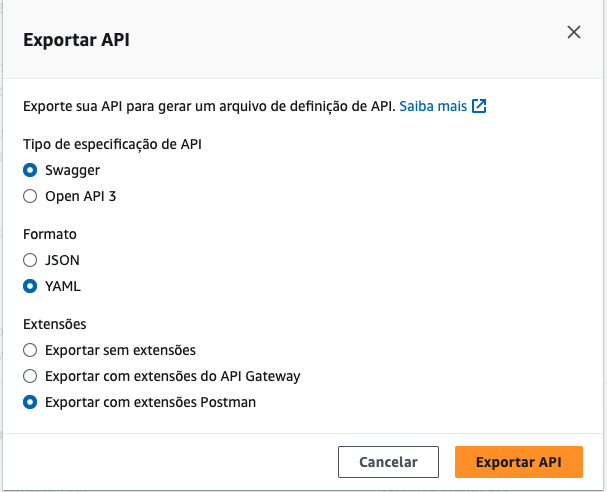 Exportar API
Exporte sua API para gerar um arquivo de definição de API. Saiba mais
Tipo de especificação de API
Swagger
Open API 3
Formato
JSON
YAML
Extensões
Exportar sem extensões
Exportar com extensões do API Gateway
Exportar com extensões Postman
Cancelar
Exportar API